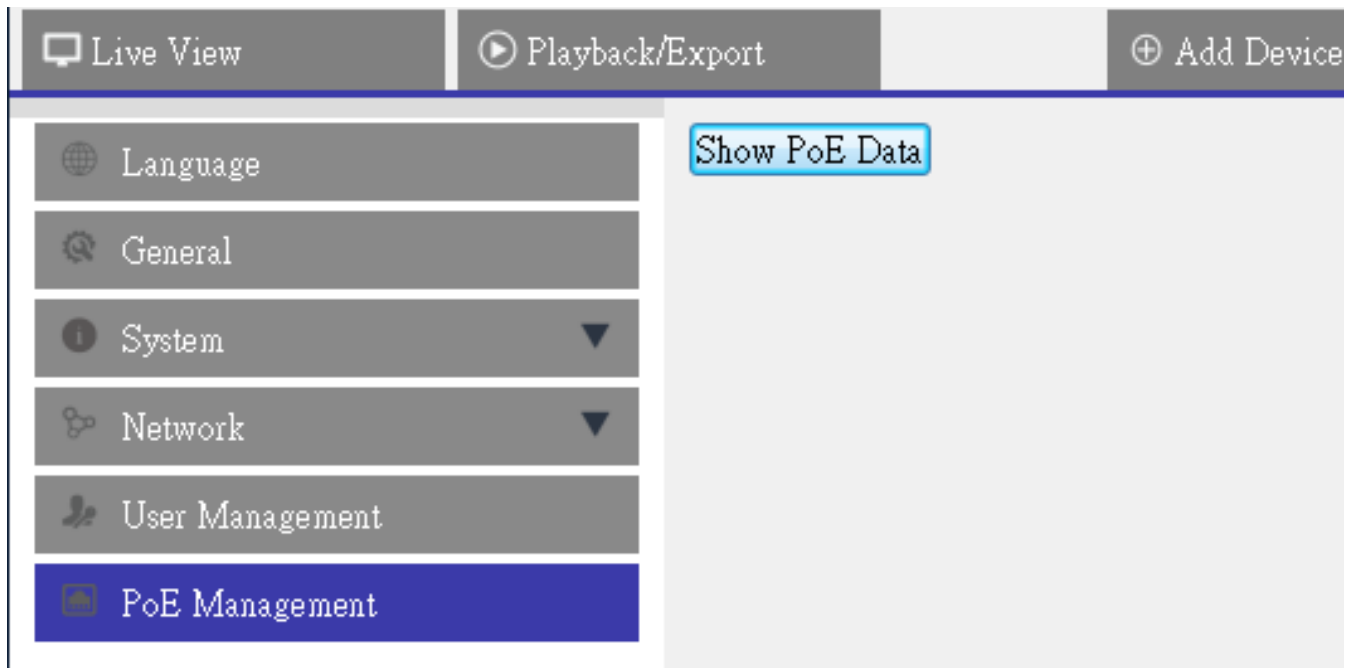 Live View
Playback/Export
Add Device
Language
General
System
Network
User Management
PoE Management
Show PoE Data